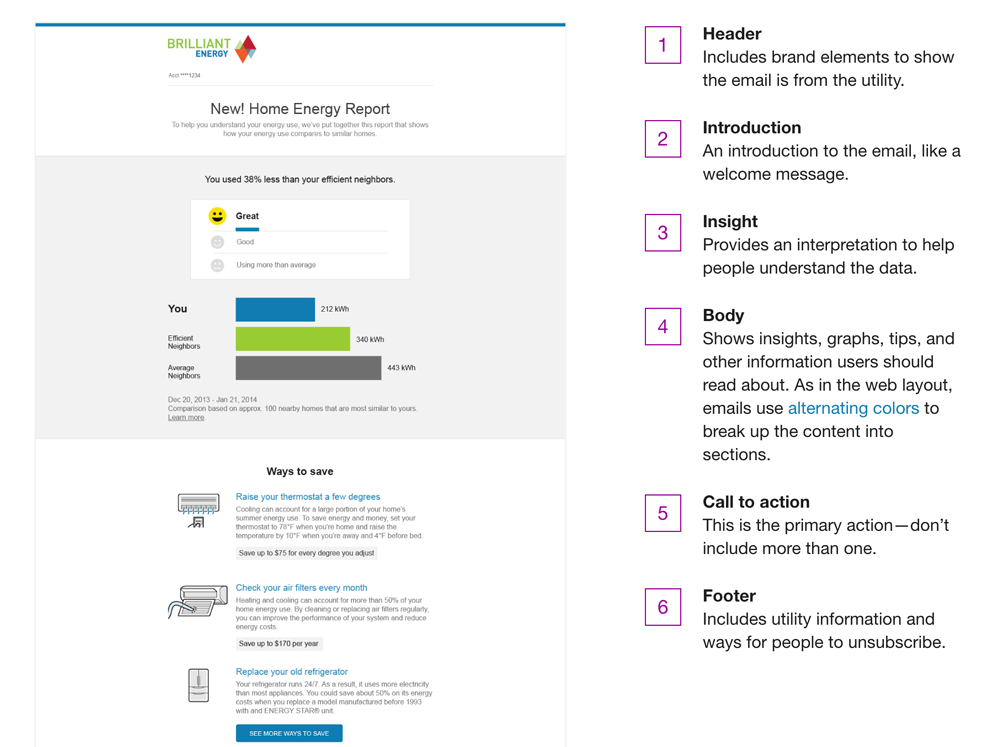 BRILLIANT
ENERGY
Acct ****1234
New! Home Energy Report
To help you understand your energy use, we've put together this report that shows
how your energy use compares to similar homes.
You used 38% less than your efficient neighbors.
Great
Good
Using more than average
You
212 kWh
Efficient
Neighbors
340 kWh
Average
Neighbors
443 kWh
Dec 20, 2013 - Jan 21, 2014
Comparison based on approx. 100 nearby homes that are most similar to yours.
Learn more
Ways to save
Raise your thermostat a few degrees
Cooling can account for a large portion of your home's
summer energy use. To save energy and money, set your
thermostat to 78°F when you're home and raise the
temperature by 10°F when you're away and 4°F before bed.
Save up to $75 for every degree you adjust
Check your air filters every month
Heating and cooling can account for more than 50% of your
home energy use. By cleaning or replacing air filters regularly,
you can improve the performance of your system and reduce
energy costs.
Save up to $170 per year
Replace your old refrigerator
Your refrigerator runs 24/7. As a result, it uses more electricity
than most appliances. You could save about 50% on its energy
costs when you replace a model manufactured before 1993
with and ENERGY STAR® unit.
SEE MORE WAYS TO SAVE
1
Header
Includes brand elements to show
the email is from the utility.
2
Introduction
An introduction to the email, like a
welcome message.
3
Insight
Provides an interpretation to help
people understand the data.
4
Body
Shows insights, graphs, tips, and
other information users should
read about. As in the web layout,
emails use alternating colors to
break up the content into
sections.
5
Call to action
This is the primary action—don't
include more than one.
6
Footer
Includes utility information and
ways for people to unsubscribe.